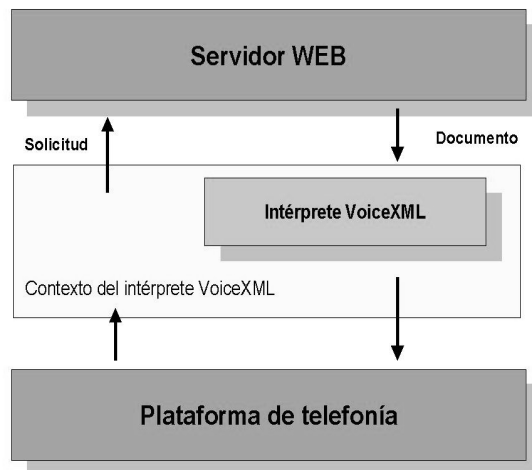 Servidor WEB
Solicitud
Documento
Intérprete VoiceXML
Contexto del intérprete VoiceXML
Plataforma de telefonía